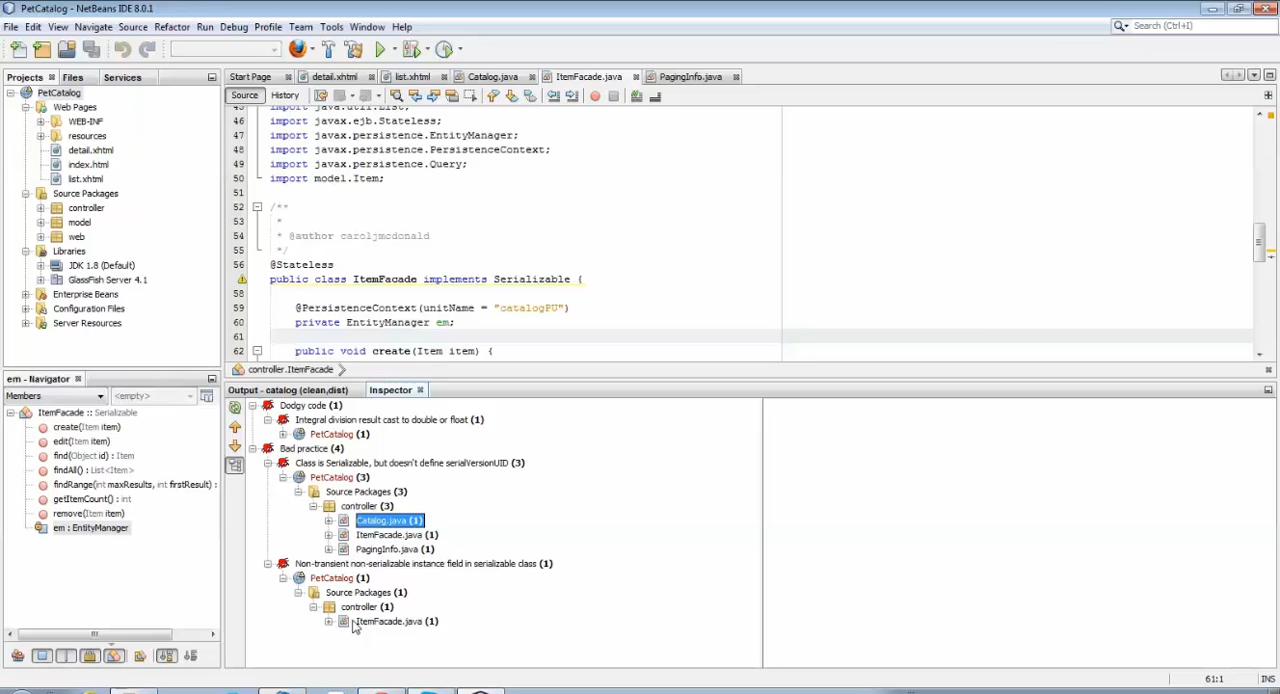 PetCatalog - NetBeans IDE 8.0.1
File Edit View Navigate Source Refactor Run Debug Profile Team Tools Window Help
Search (Ctrl+I)
Projects Files Services
PetCatalog
Web Pages
WEB-INF
resources
detail.xhtml
index.html
list.xhtml
Source Packages
controller
model
web
Libraries
JDK 1.8 (Default)
GlassFish Server 4.1
Enterprise Beans
Configuration Files
Server Resources
em - Navigator
Members <empty>
ItemFacade :: Serializable
create(Item item)
edit(Item item)
find(Object id) : Item
findAll() : List<Item>
findRange(int maxResults, int firstResult) :
getItemCount() : int
remove(Item item)
em : EntityManager
Start Page detail.xhtml list.xhtml Catalog.java ItemFacade.java PagingInfo.java
Source History
45 import java.util.List;
46 import javax.ejb.Stateless;
47 import javax.persistence.EntityManager;
48 import javax.persistence.PersistenceContext;
49 import javax.persistence.Query;
50 import model.Item;
51
52 /**
53 *
54 * @author caroljmcdonald
55 */
56 @Stateless
public class ItemFacade implements Serializable {
58
59 @PersistenceContext(unitName = "catalogPU")
60 private EntityManager em;
61
62 public void create(Item item) {
controller.ItemFacade
Output - catalog (clean,dist) Inspector
Dodgy code (1)
Integral division result cast to double or float (1)
PetCatalog (1)
Bad practice (4)
Class is Serializable, but doesn't define serialVersionUID (3)
PetCatalog (3)
Source Packages (3)
controller (3)
Catalog.java (1)
ItemFacade.java (1)
PagingInfo.java (1)
Non-transient non-serializable instance field in serializable class (1)
PetCatalog (1)
Source Packages (1)
controller (1)
ItemFacade.java (1)
61:1 INS